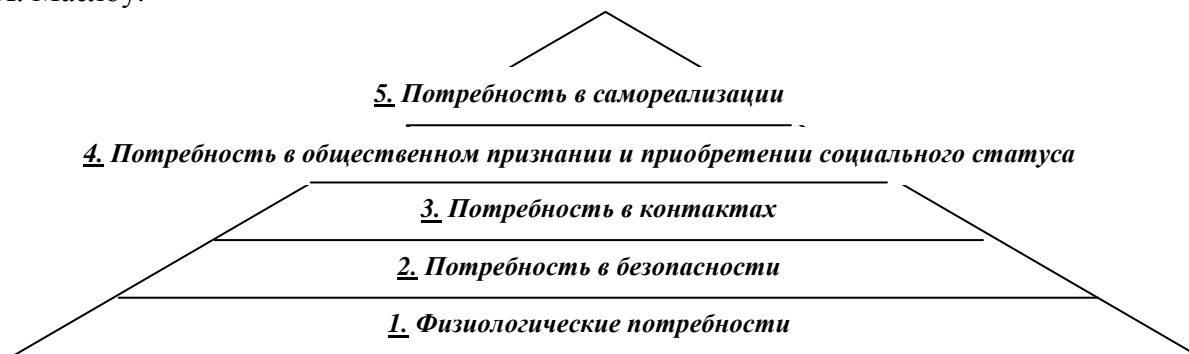 А. Маслоу.
5. Потребность в самореализации
4. Потребность в общественном признании и приобретении социального статуса
3. Потребность в контактах
2. Потребность в безопасности
1. Физиологические потребности